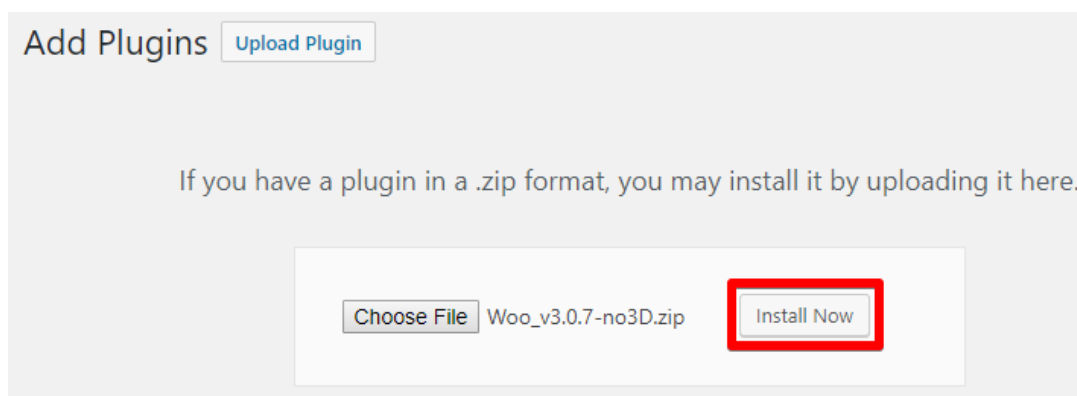 Add Plugins Upload Plugin
If you have a plugin in a .zip format, you may install it by uploading it here.
Choose File Woo_v3.0.7-no3D.zip Install Now